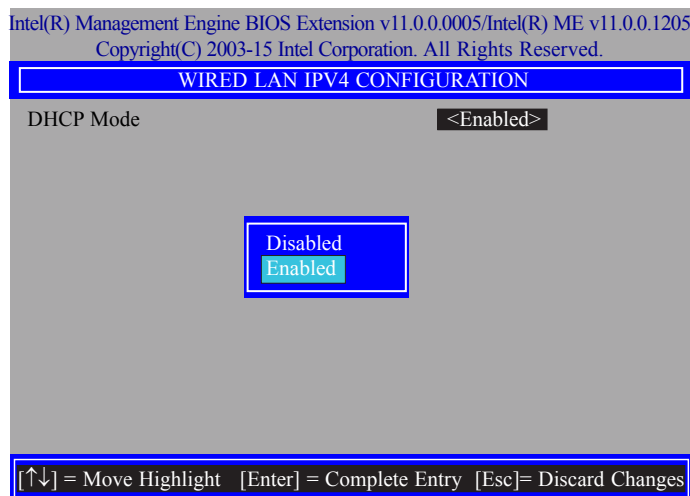 Intel(R) Management Engine BIOS Extension v11.0.0.0005/Intel(R) ME v11.0.0.1205
Copyright(C) 2003-15 Intel Corporation. All Rights Reserved.
WIRED LAN IPV4 CONFIGURATION
DHCP Mode <Enabled>
Disabled
Enabled
[↑↓] = Move Highlight [Enter] = Complete Entry [Esc]= Discard Changes